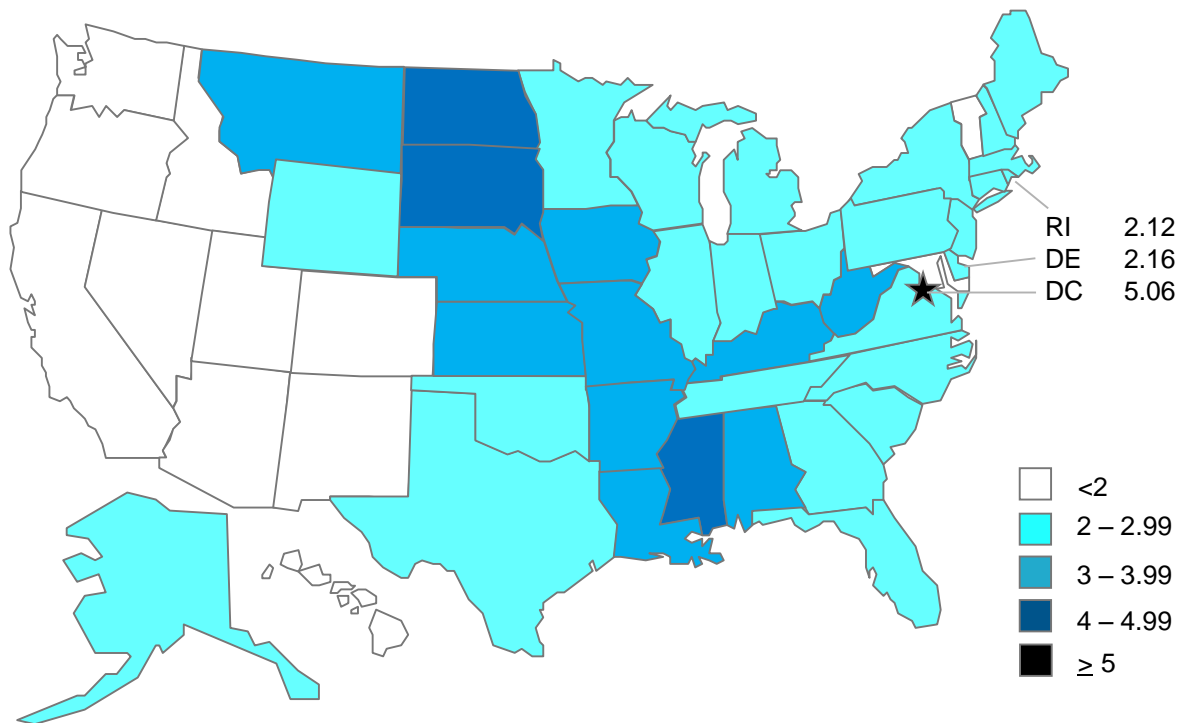 RI 2.12
DE 2.16
DC 5.06
<2
2 – 2.99
3 – 3.99
4 – 4.99
≥ 5